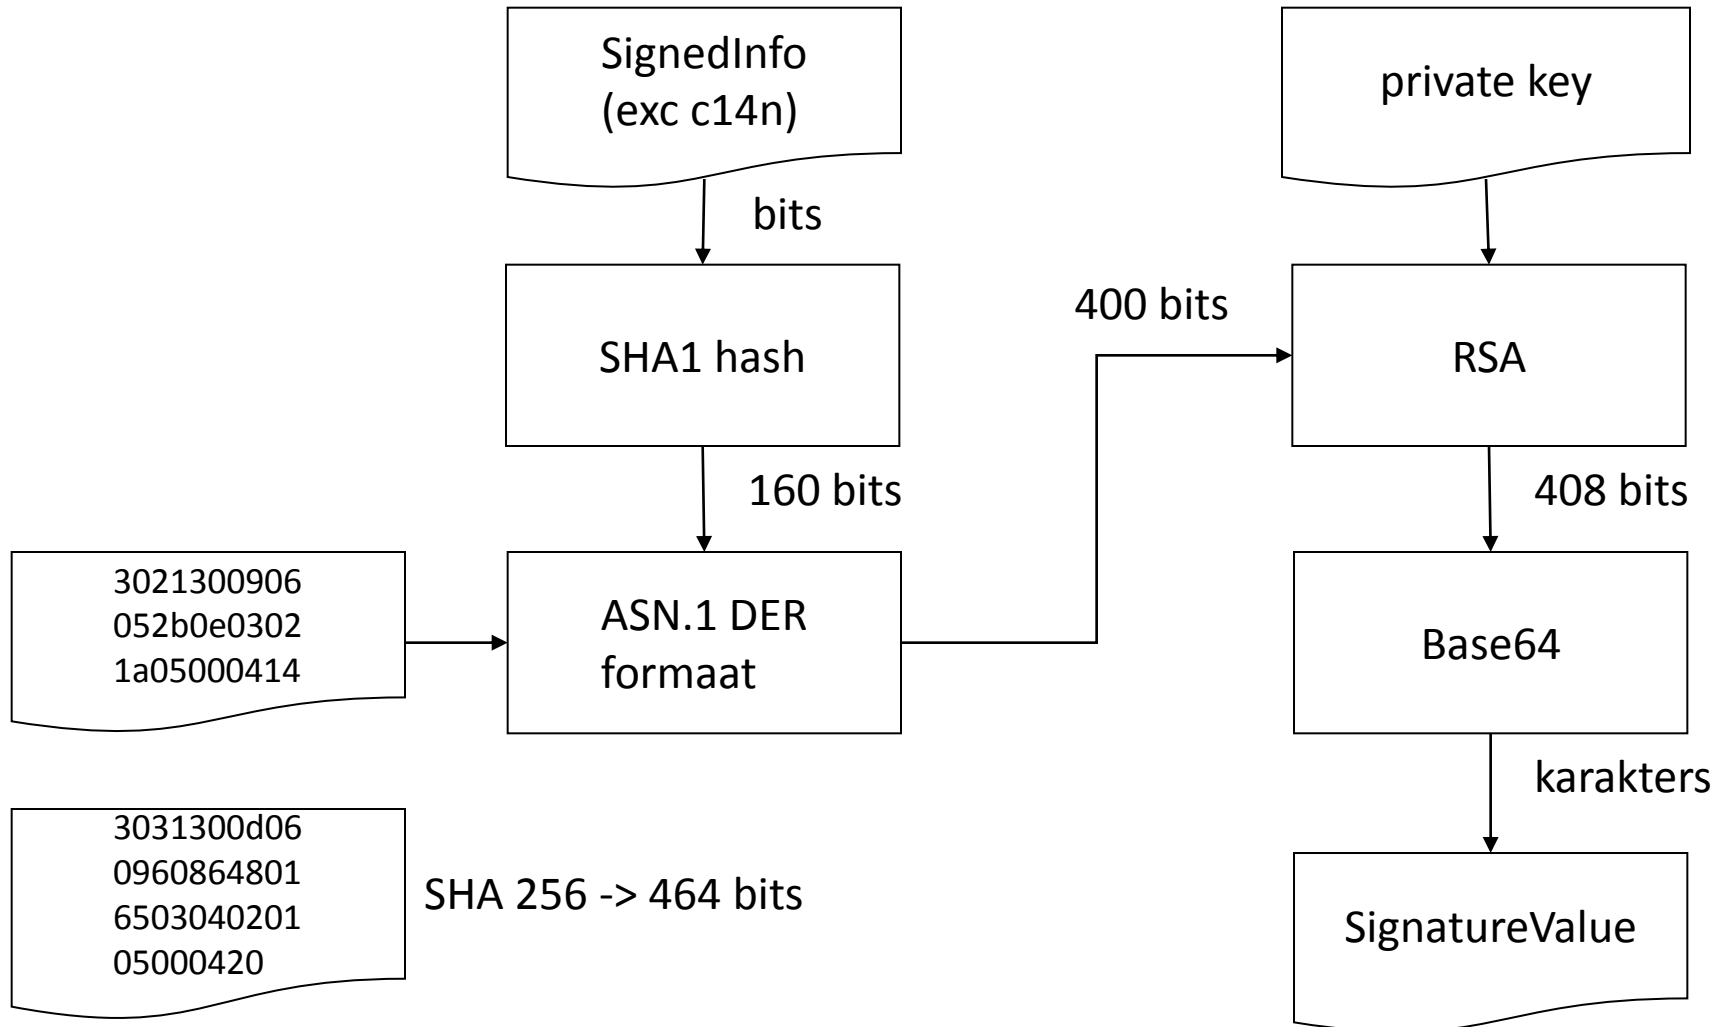 SignedInfo
(exc c14n)
private key
bits
SHA1 hash
400 bits
RSA
160 bits
408 bits
3021300906
052b0e0302
1a05000414
ASN.1 DER
formaat
Base64
karakters
3031300d06
0960864801
6503040201
05000420
SHA 256 -> 464 bits
SignatureValue